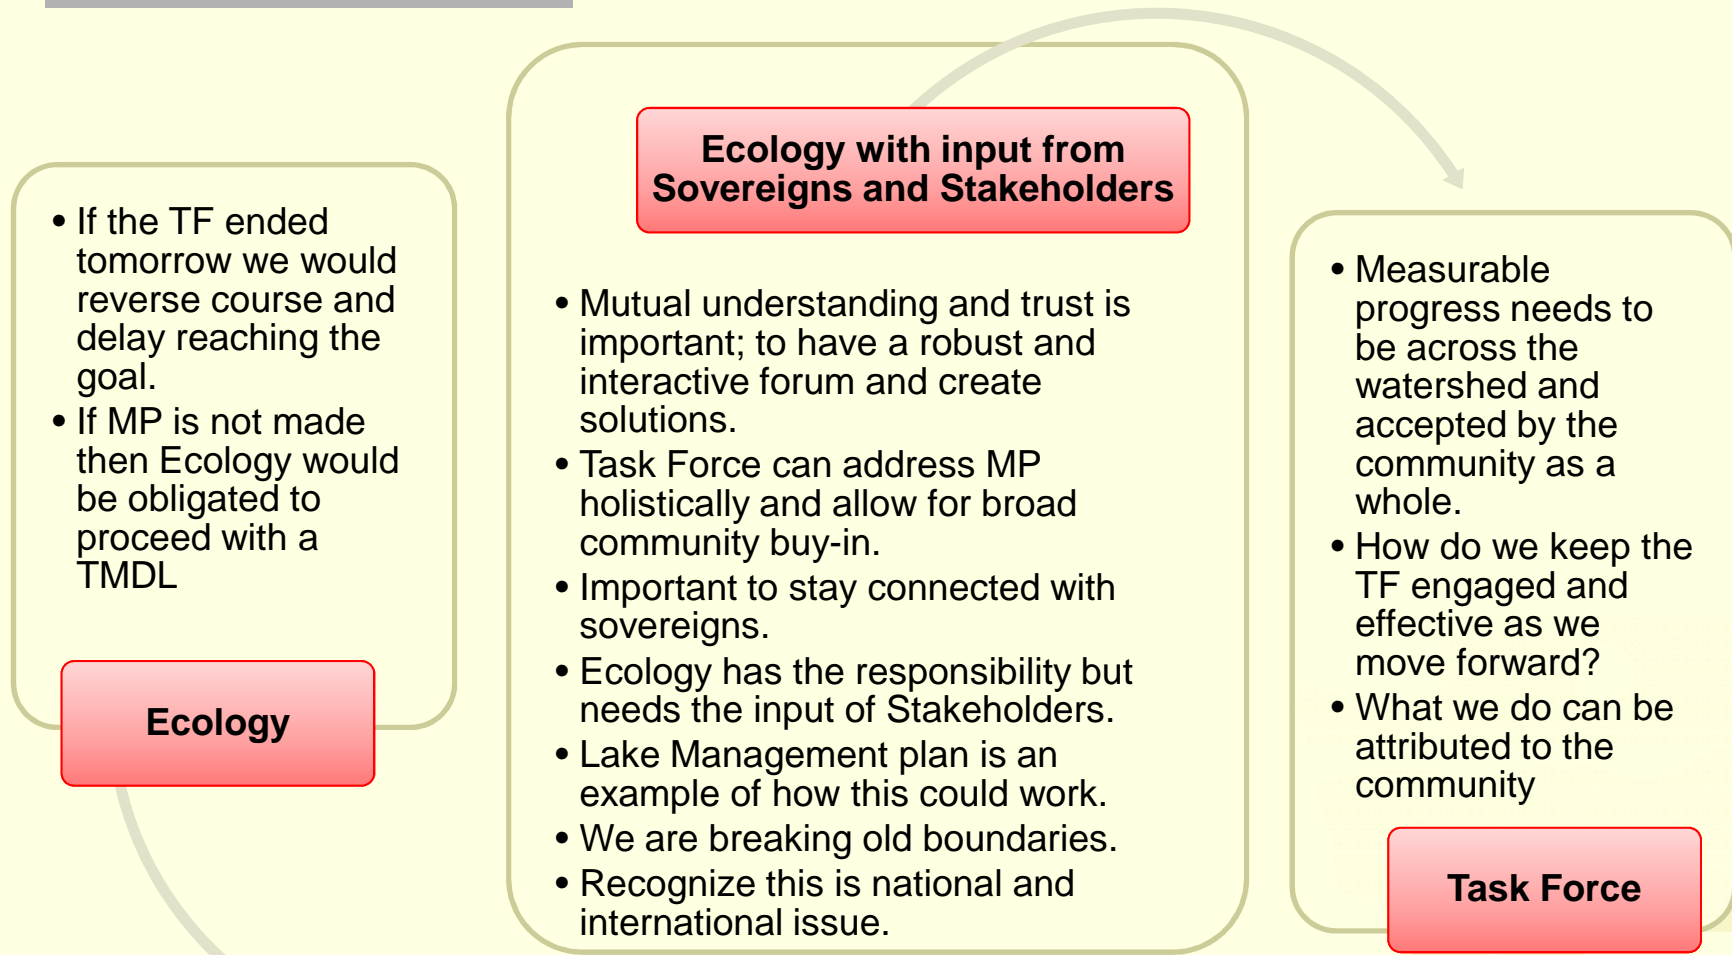 • If the TF ended
tomorrow we would
reverse course and
delay reaching the
goal.
• If MP is not made
then Ecology would
be obligated to
proceed with a
TMDL
Ecology
Ecology with input from
Sovereigns and Stakeholders
• Mutual understanding and trust is
important; to have a robust and
interactive forum and create
solutions.
• Task Force can address MP
holistically and allow for broad
community buy-in.
• Important to stay connected with
sovereigns.
• Ecology has the responsibility but
needs the input of Stakeholders.
• Lake Management plan is an
example of how this could work.
• We are breaking old boundaries.
• Recognize this is national and
international issue.
• Measurable
progress needs to
be across the
watershed and
accepted by the
community as a
whole.
• How do we keep the
TF engaged and
effective as we
move forward?
• What we do can be
attributed to the
community
Task Force